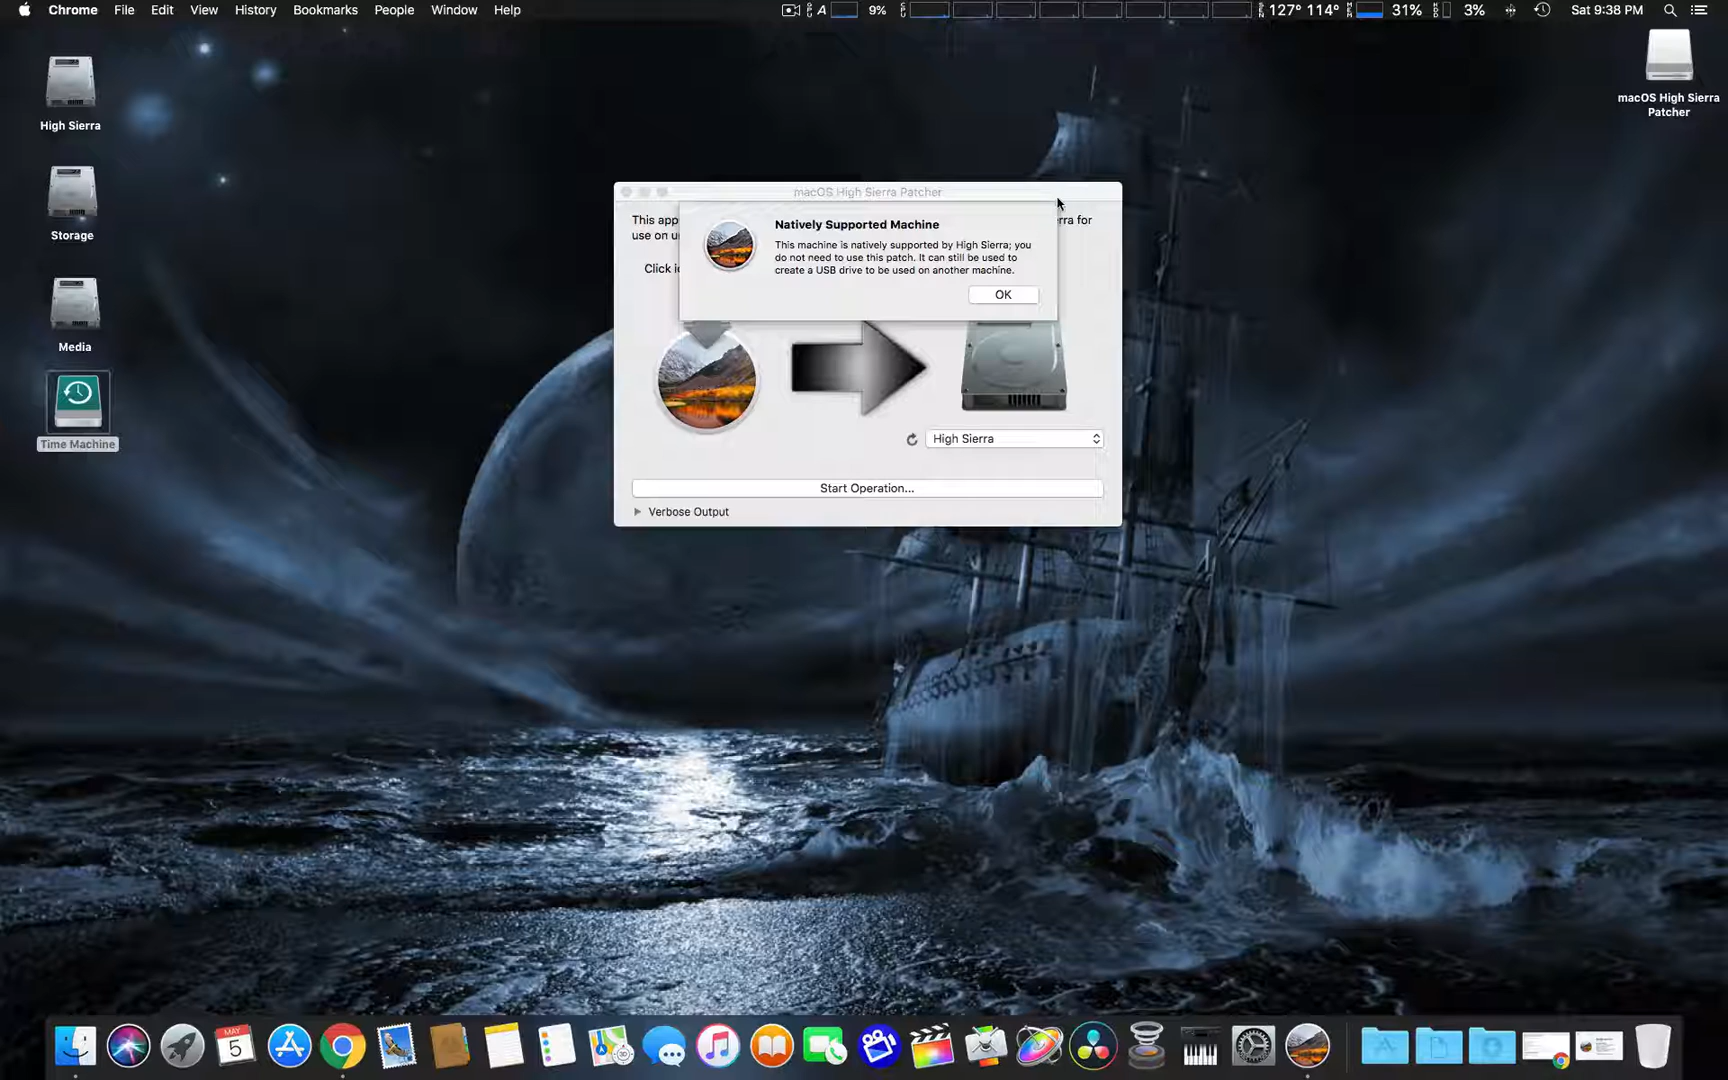 Chrome File Edit View History Bookmarks People Window Help 9% 127° 114° 31% 3% Sat 9:38 PM
High Sierra
Storage
Media
Time Machine
macOS High Sierra
Patcher
macOS High Sierra Patcher
This app
rra for
use on u
Click i
Natively Supported Machine
This machine is natively supported by High Sierra; you
do not need to use this patch. It can still be used to
create a USB drive to be used on another machine.
OK
High Sierra
Start Operation...
Verbose Output
MAY
5
3D